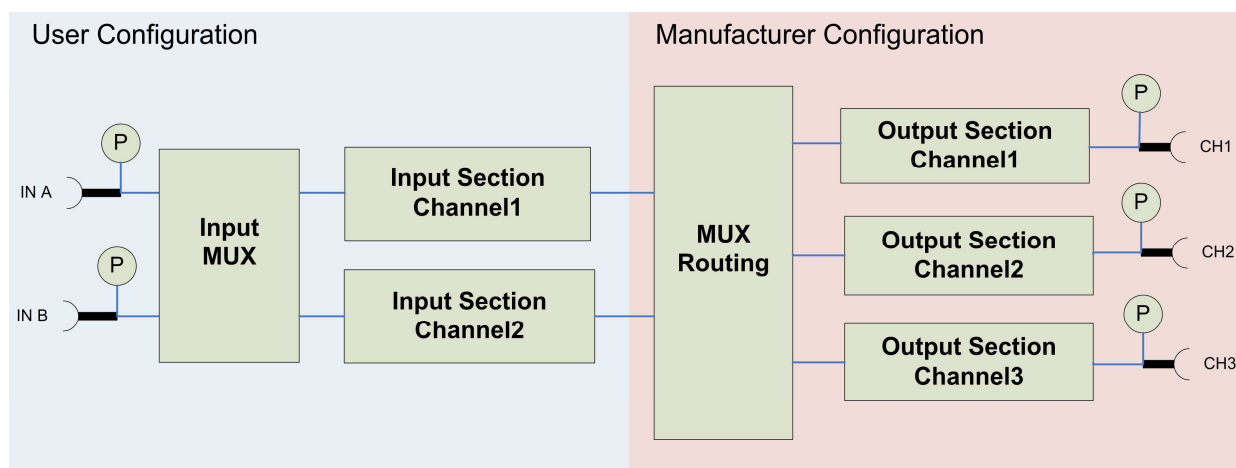 User Configuration
Manufacturer Configuration
P
IN A
P
IN B
Input
MUX
Input Section
Channel1
Input Section
Channel2
MUX
Routing
Output Section
Channel1
P
CH1
Output Section
Channel2
P
CH2
Output Section
Channel3
P
CH3